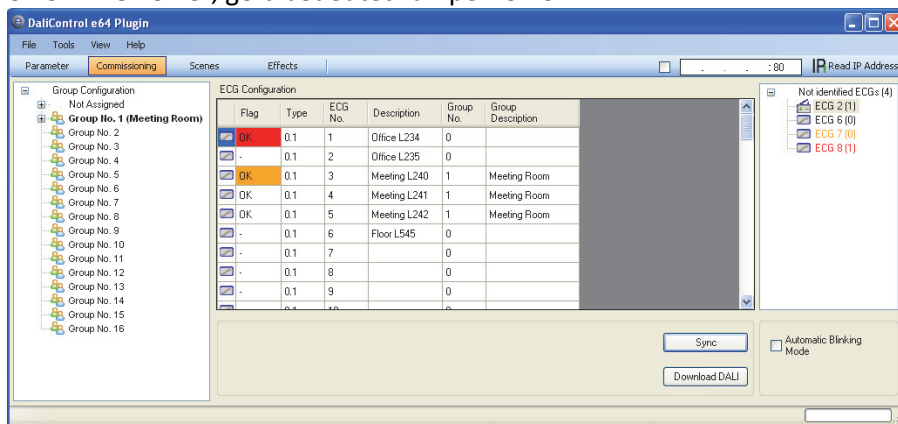 DaliControl e64 Plugin
File Tools View Help
Parameter Commissioning Scenes Effects . . . :80 IR Read IP Address
Group Configuration
Not Assigned
Group No. 1 (Meeting Room)
Group No. 2
Group No. 3
Group No. 4
Group No. 5
Group No. 6
Group No. 7
Group No. 8
Group No. 9
Group No. 10
Group No. 11
Group No. 12
Group No. 13
Group No. 14
Group No. 15
Group No. 16
ECG Configuration
Flag Type ECG No. Description Group No. Group Description
OK 0.1 1 Office L234 0
- 0.1 2 Office L235 0
OK 0.1 3 Meeting L240 1 Meeting Room
OK 0.1 4 Meeting L241 1 Meeting Room
OK 0.1 5 Meeting L242 1 Meeting Room
- 0.1 6 Floor L545 0
- 0.1 7 0
- 0.1 8 0
- 0.1 9 0
Sync
Download DALI
Not identified ECGs (4)
ECG 2 (1)
ECG 6 (0)
ECG 7 (0)
ECG 8 (1)
Automatic Blinking
Mode